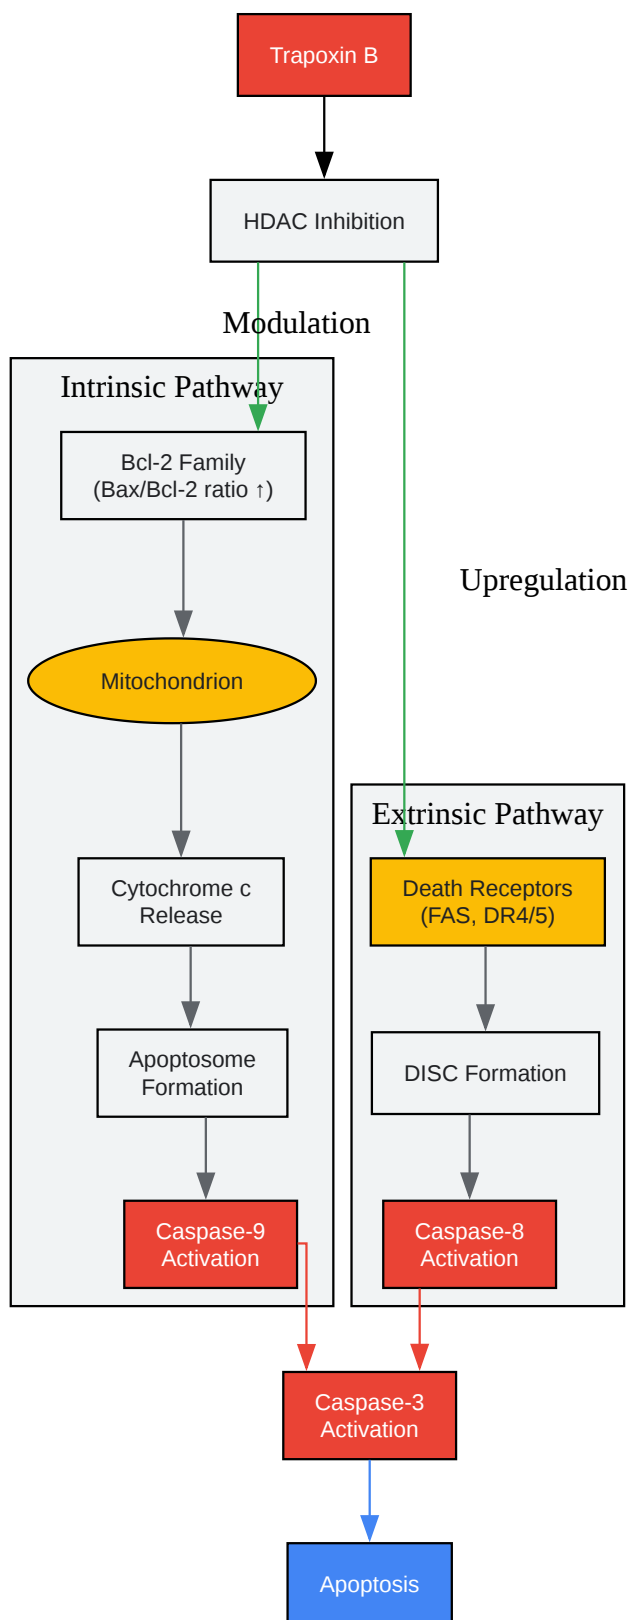 Trapoxin B
HDAC Inhibition
Modulation
Intrinsic Pathway
Bcl-2 Family
(Bax/Bcl-2 ratio ↑)
Upregulation
Mitochondrion
Extrinsic Pathway
Cytochrome c
Release
Death Receptors
(FAS, DR4/5)
Apoptosome
Formation
DISC Formation
Caspase-9
Activation
Caspase-8
Activation
Caspase-3
Activation
Apoptosis